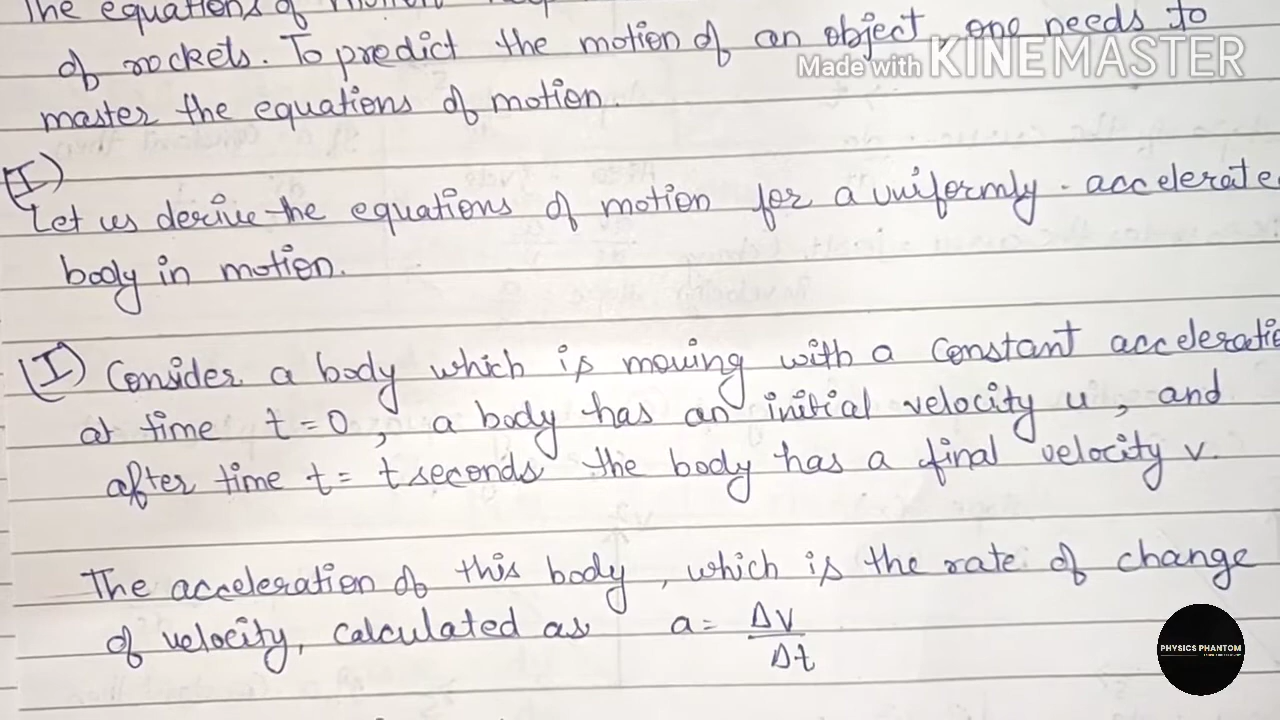 The equations of motion
of rockets. To predict the motion of an object, one needs to
Made with KINEMASTER
master the equations of motion.
(I)
Let us derive the equations of motion for a uniformly accelerate
body in motion.
(I) Consider a body which is moving with a constant acceleratio
at time t = 0, a body has an initial velocity u, and
after time t = t seconds the body has a final velocity v.
The acceleration of this body, which is the rate of change
of velocity, calculated as a = Δv/Δt
PHYSICS PHANTOM